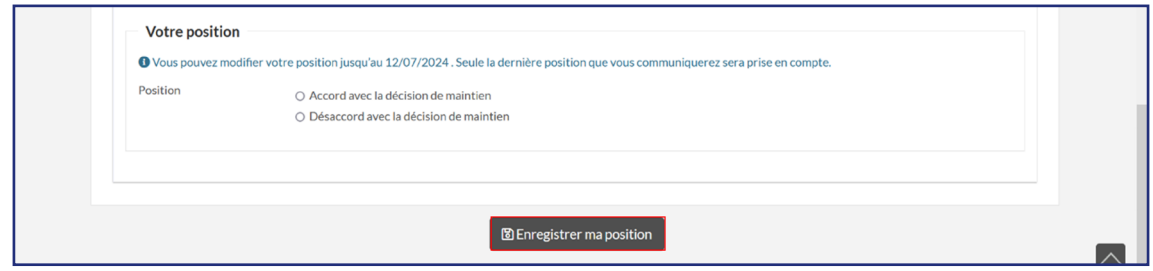 Votre position
Vous pouvez modifier votre position jusqu'au 12/07/2024 . Seule la dernière position que vous communiquerez sera prise en compte.
Position
Accord avec la décision de maintien
Désaccord avec la décision de maintien
Enregistrer ma position